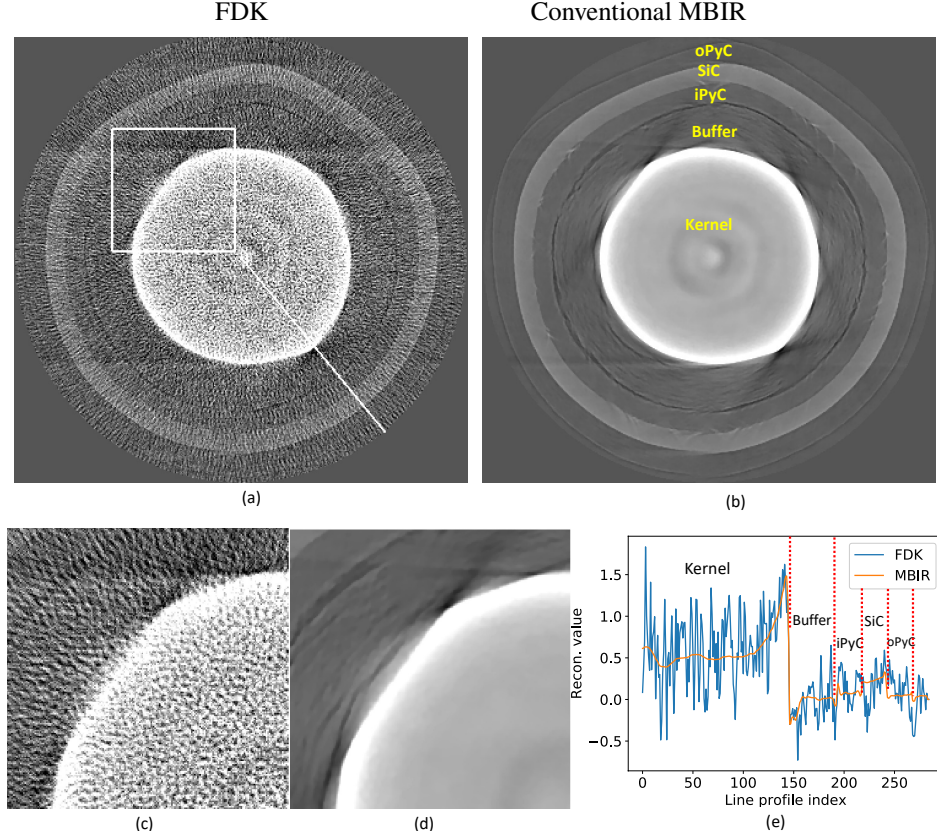 FDK
Conventional MBIR
oPyC
SiC
iPyC
Buffer
Kernel
(a)
(b)
(c)
(d)
Recon. value
1.5
1.0
0.5
0.0
−0.5
Kernel
Buffer
iPyC
SiC
oPyC
FDK
MBIR
0 50 100 150 200 250
Line profile index
(e)